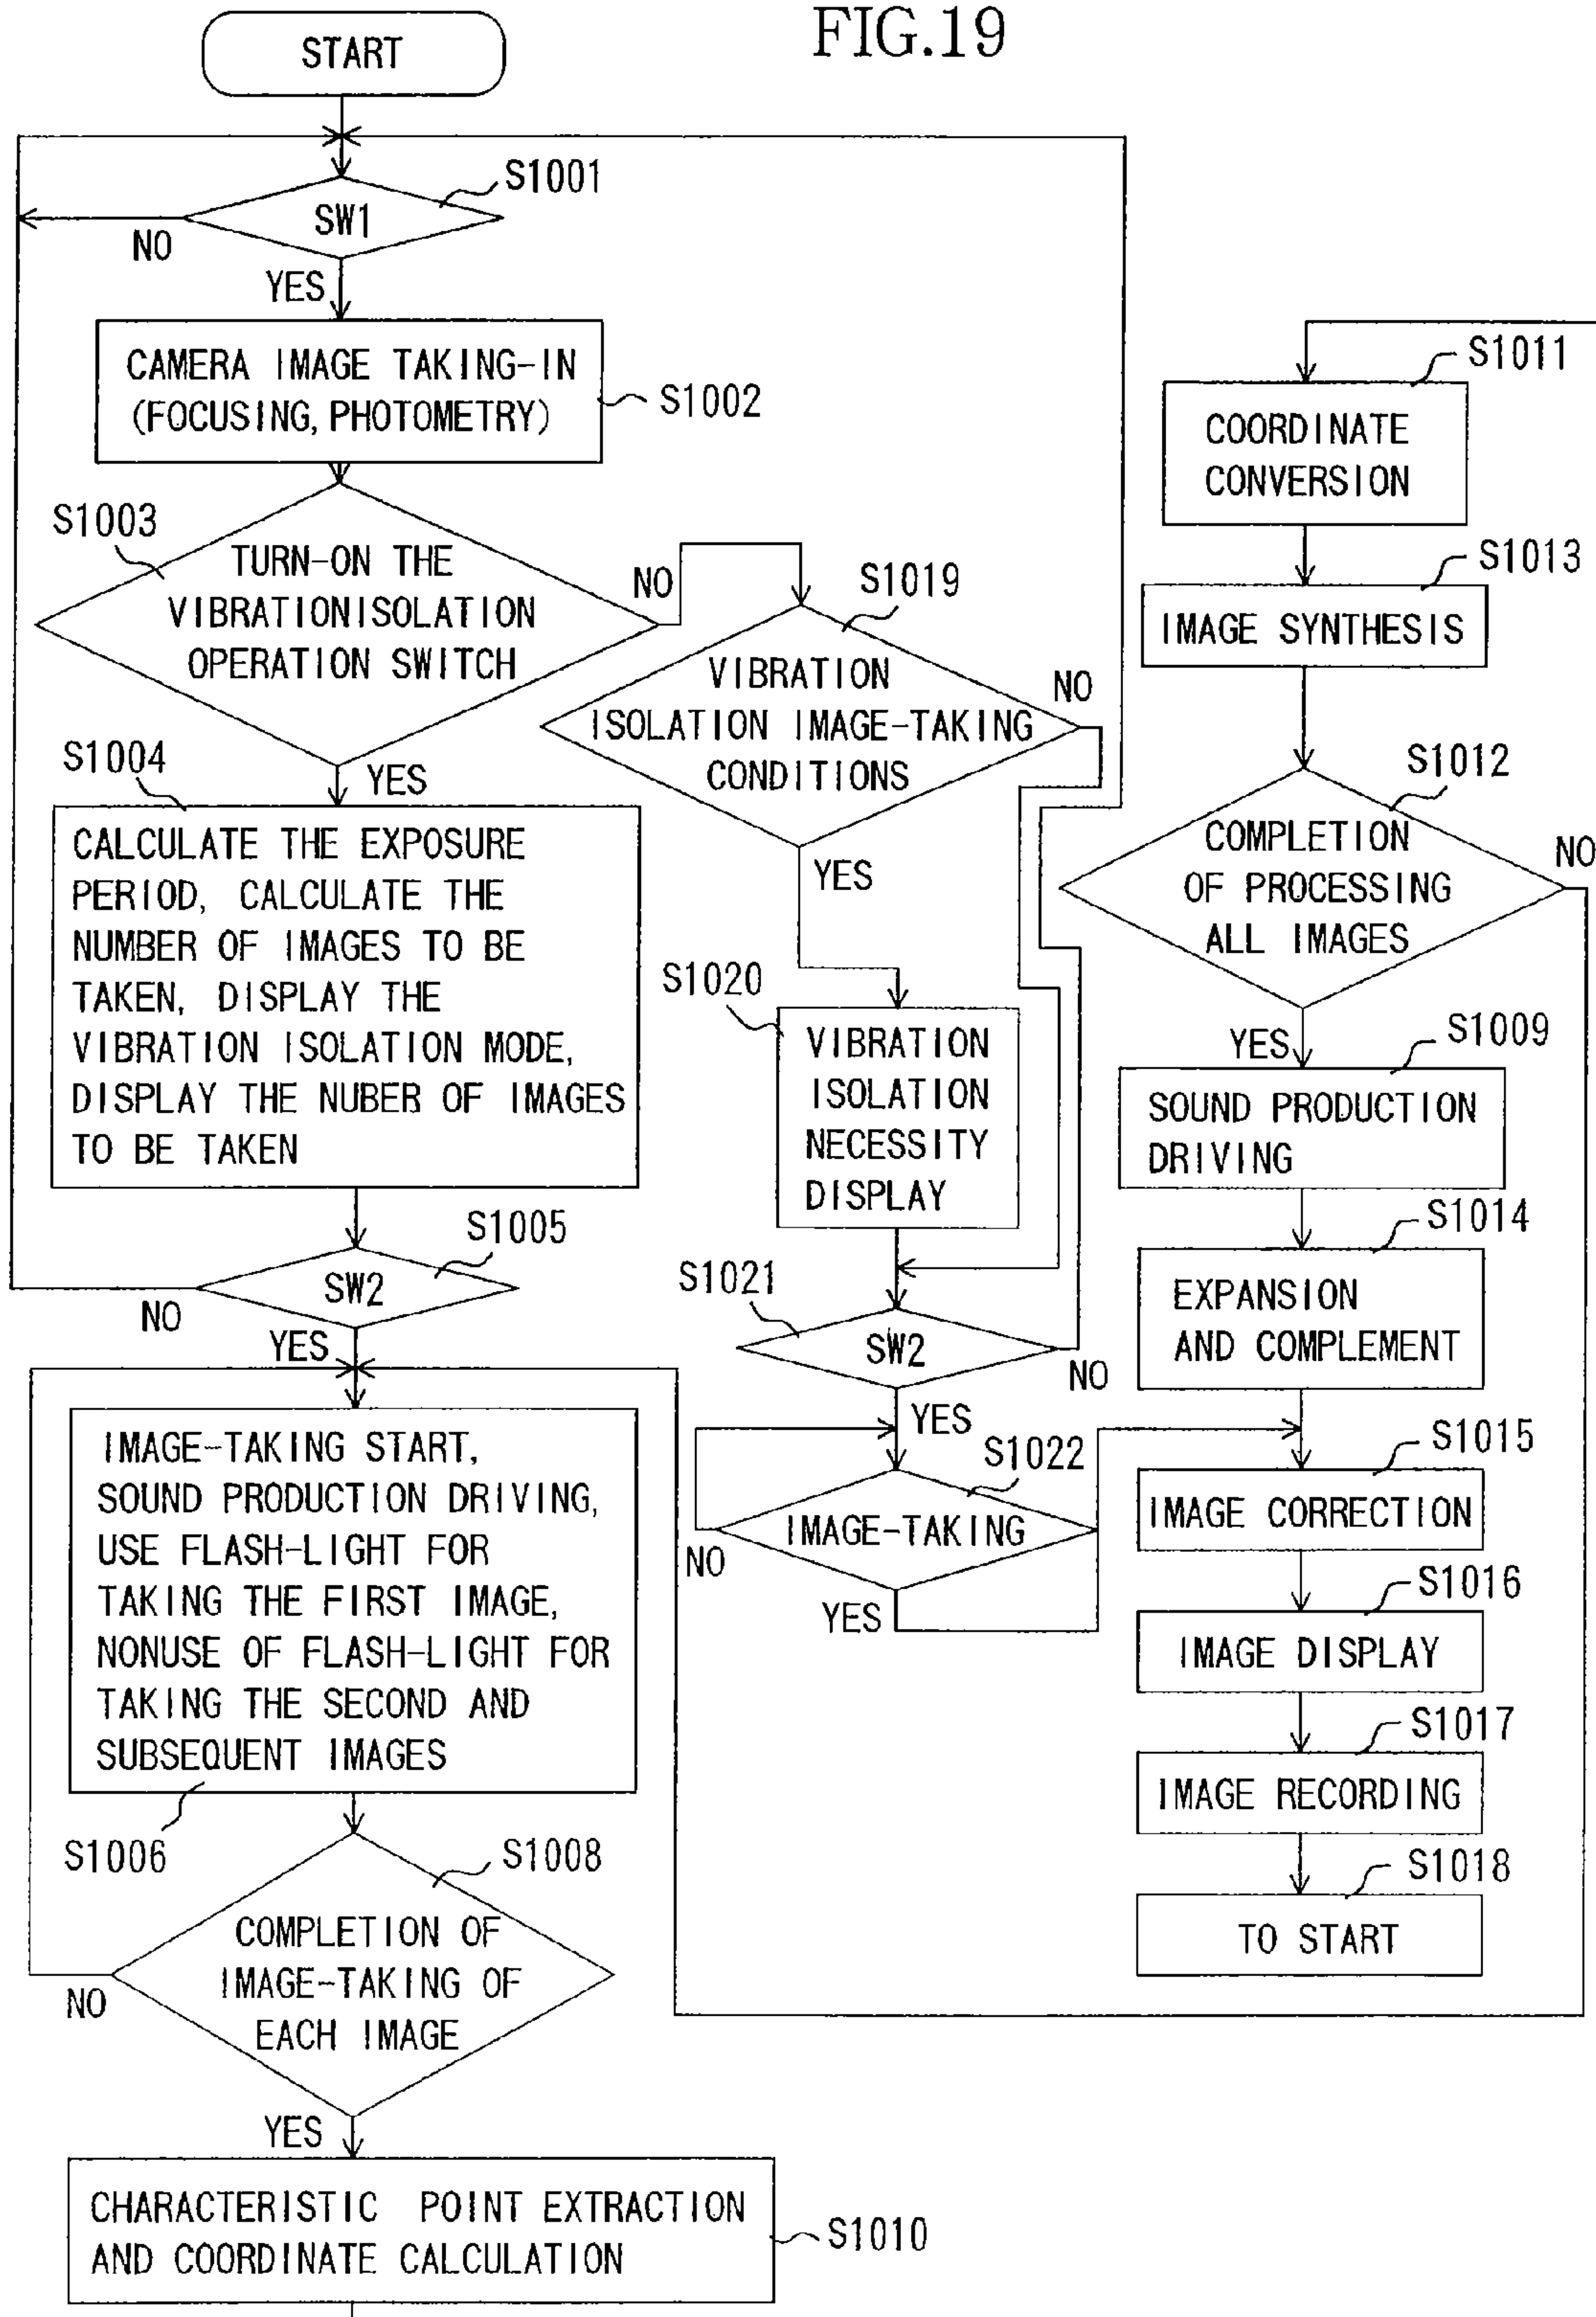 FIG.19
START
S1001
SW1
NO
YES
CAMERA IMAGE TAKING-IN
(FOCUSING, PHOTOMETRY)
S1002
S1003
TURN-ON THE
VIBRATIONISOLATION
OPERATION SWITCH
NO
YES
S1004
CALCULATE THE EXPOSURE
PERIOD, CALCULATE THE
NUMBER OF IMAGES TO BE
TAKEN, DISPLAY THE
VIBRATION ISOLATION MODE,
DISPLAY THE NUBER OF IMAGES
TO BE TAKEN
S1005
SW2
NO
YES
IMAGE-TAKING START,
SOUND PRODUCTION DRIVING,
USE FLASH-LIGHT FOR
TAKING THE FIRST IMAGE,
NONUSE OF FLASH-LIGHT FOR
TAKING THE SECOND AND
SUBSEQUENT IMAGES
S1006
S1008
COMPLETION OF
IMAGE-TAKING OF
EACH IMAGE
NO
YES
CHARACTERISTIC POINT EXTRACTION
AND COORDINATE CALCULATION
S1010
S1019
VIBRATION
ISOLATION IMAGE-TAKING
CONDITIONS
NO
YES
S1020
VIBRATION
ISOLATION
NECESSITY
DISPLAY
S1021
SW2
NO
YES
S1022
IMAGE-TAKING
NO
YES
S1011
COORDINATE
CONVERSION
S1013
IMAGE SYNTHESIS
S1012
COMPLETION
OF PROCESSING
ALL IMAGES
NO
YES
S1009
SOUND PRODUCTION
DRIVING
S1014
EXPANSION
AND COMPLEMENT
S1015
IMAGE CORRECTION
S1016
IMAGE DISPLAY
S1017
IMAGE RECORDING
S1018
TO START